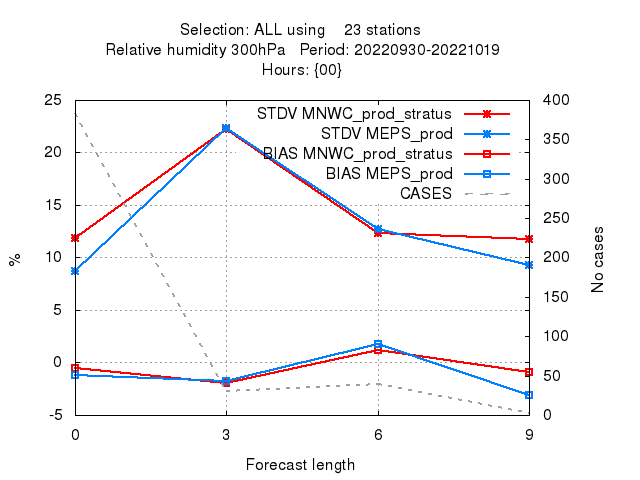 Selection: ALL using    23 stations
Relative humidity 300hPa   Period: 20220930-20221019
Hours: {00}
STDV MNWC_prod_stratus
STDV MEPS_prod
BIAS MNWC_prod_stratus
BIAS MEPS_prod
CASES
25
20
15
10
5
0
-5
%
400
350
300
250
200
150
100
50
0
No cases
0 3 6 9
Forecast length